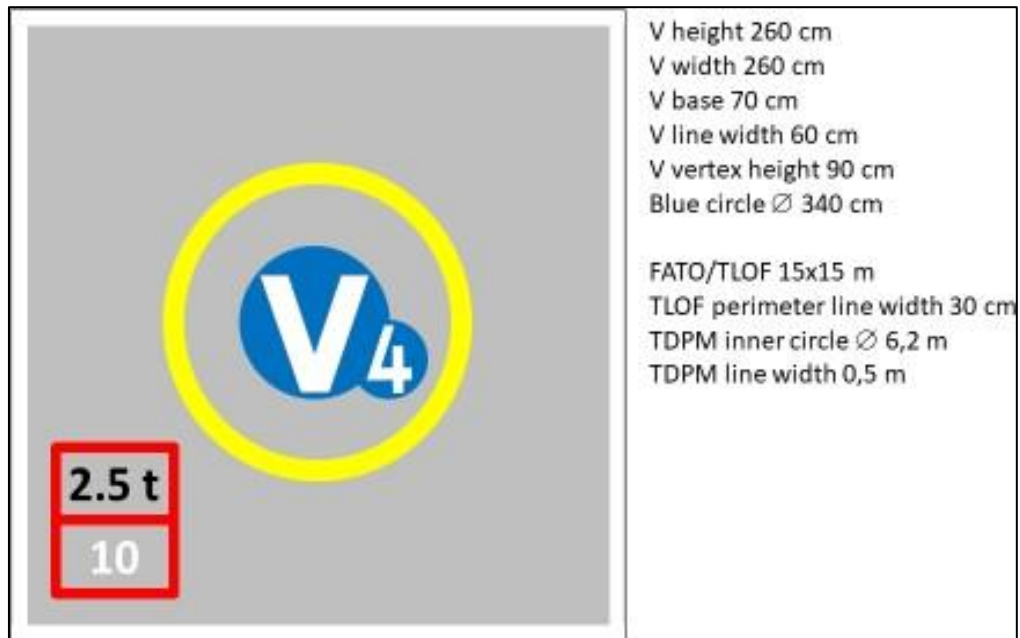 V4
2.5 t
10
V height 260 cm
V width 260 cm
V base 70 cm
V line width 60 cm
V vertex height 90 cm
Blue circle ∅ 340 cm
FATO/TLOF 15x15 m
TLOF perimeter line width 30 cm
TDPM inner circle ∅ 6,2 m
TDPM line width 0,5 m